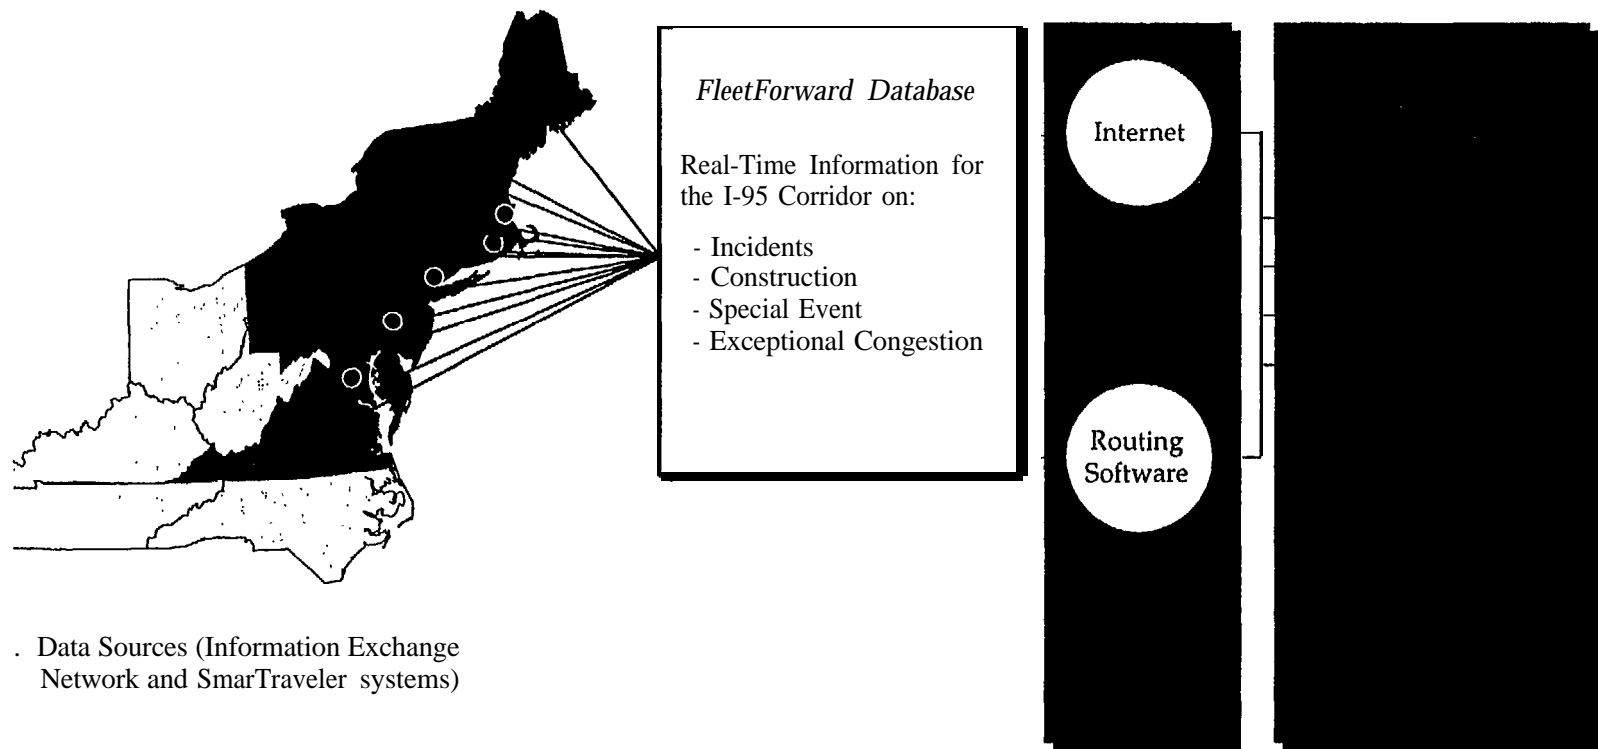 FleetForward Database
Real-Time Information for
the I-95 Corridor on:
- Incidents
- Construction
- Special Event
- Exceptional Congestion
Internet
Routing
Software
. Data Sources (Information Exchange
Network and SmarTraveler systems)